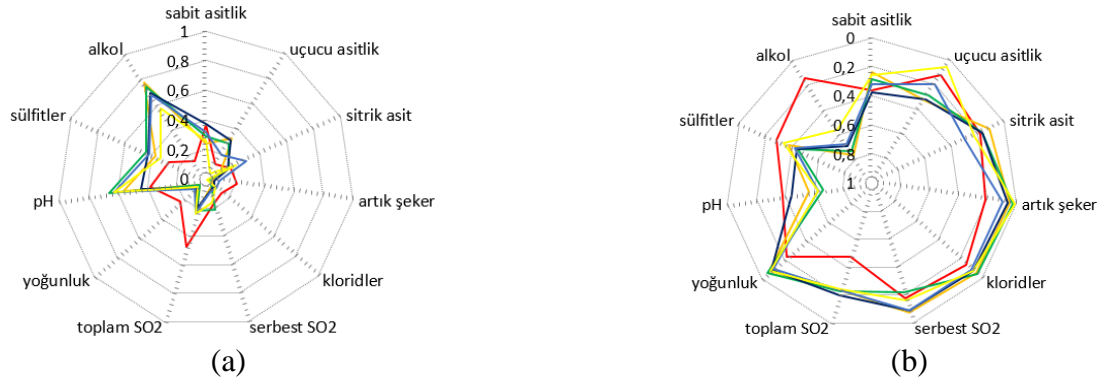 sabit asitlik
1
0,8
0,6
0,4
0,2
0
uçucu asitlik
sitrik asit
artık şeker
kloridler
serbest SO2
toplam SO2
yoğunluk
pH
sülfitler
alkol
(a)
sabit asitlik
0
0,2
0,4
0,6
0,8
1
uçucu asitlik
sitrik asit
artık şeker
kloridler
serbest SO2
toplam SO2
yoğunluk
pH
sülfitler
alkol
(b)